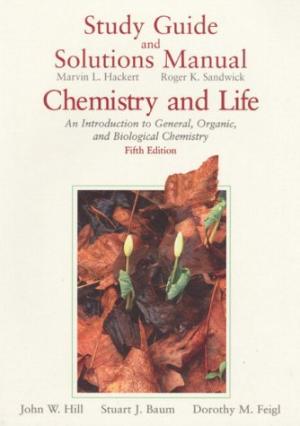 Study Guide
and
Solutions Manual
Marvin L. Hackert Roger K. Sandwick
Chemistry and Life
An Introduction to General, Organic,
and Biological Chemistry
Fifth Edition
John W. Hill Stuart J. Baum Dorothy M. Feigl